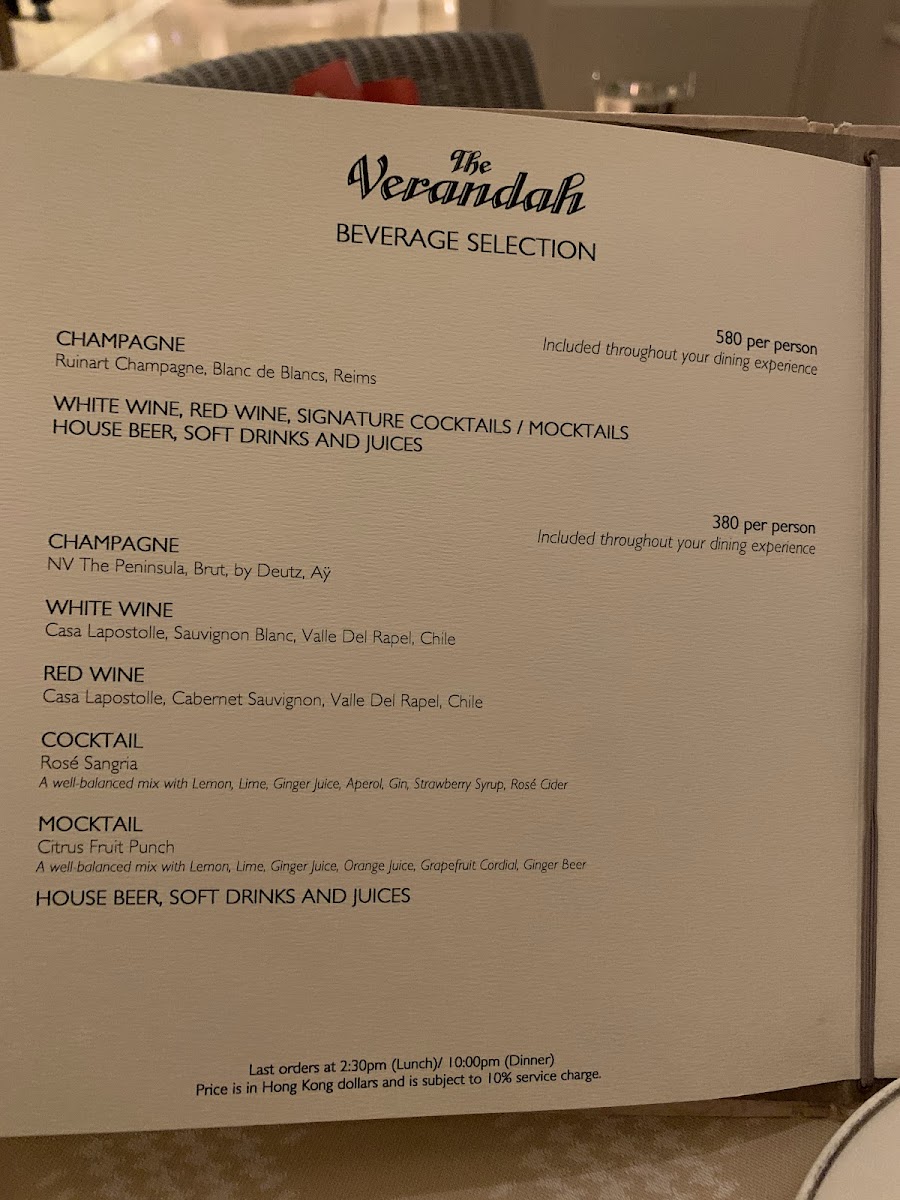 The
Verandah
BEVERAGE SELECTION
580 per person
Included throughout your dining experience
CHAMPAGNE
Ruinart Champagne, Blanc de Blancs, Reims
WHITE WINE, RED WINE, SIGNATURE COCKTAILS / MOCKTAILS
HOUSE BEER, SOFT DRINKS AND JUICES
380 per person
Included throughout your dining experience
CHAMPAGNE
NV The Peninsula, Brut, by Deutz, Aÿ
WHITE WINE
Casa Lapostolle, Sauvignon Blanc, Valle Del Rapel, Chile
RED WINE
Casa Lapostolle, Cabernet Sauvignon, Valle Del Rapel, Chile
COCKTAIL
Rosé Sangria
A well-balanced mix with Lemon, Lime, Ginger Juice, Aperol, Gin, Strawberry Syrup, Rosé Cider
MOCKTAIL
Citrus Fruit Punch
A well-balanced mix with Lemon, Lime, Ginger Juice, Orange Juice, Grapefruit Cordial, Ginger Beer
HOUSE BEER, SOFT DRINKS AND JUICES
Last orders at 2:30pm (Lunch)/ 10:00pm (Dinner)
Price is in Hong Kong dollars and is subject to 10% service charge.